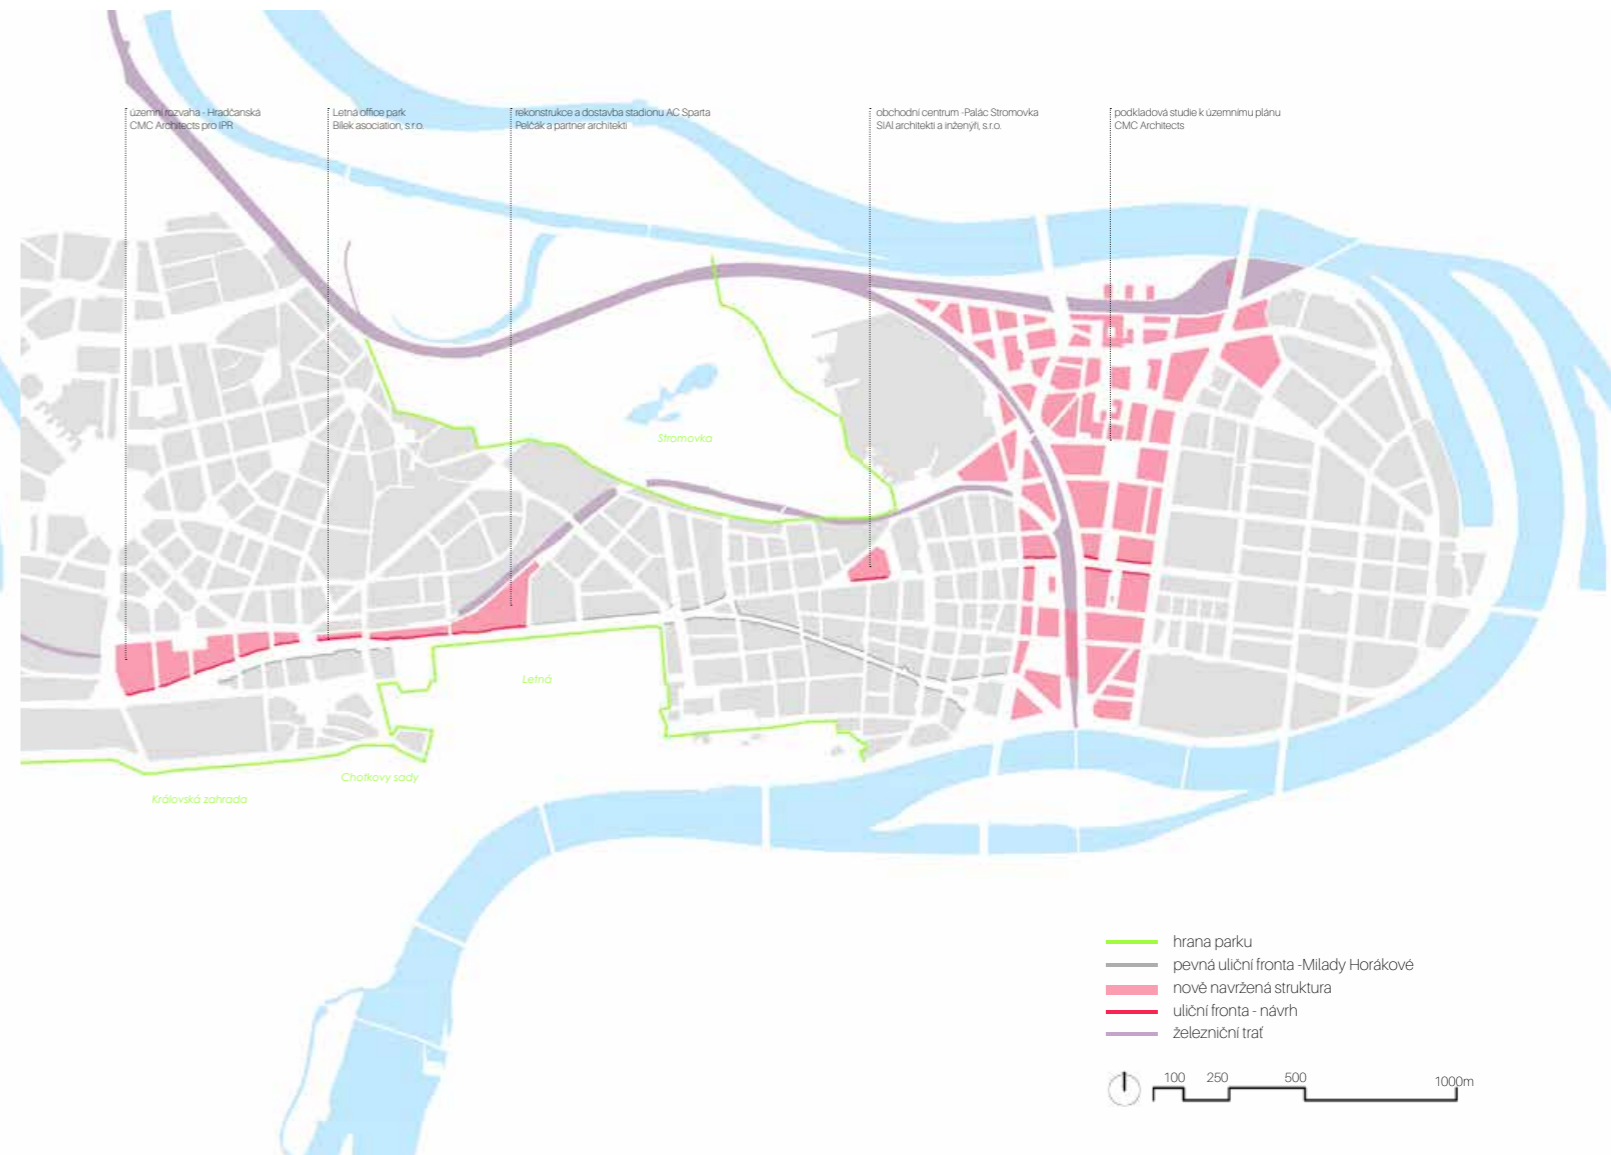 územní rozvaha - Hradčanská
CMC Architects pro IPR
Letná office park
Bílek asociation, s.r.o.
rekonstrukce a dostavba stadionu AC Sparta
Pelčák a partner architekti
obchodní centrum -Palác Stromovka
SIAL architekti a inženýři, s.r.o.
podkladová studie k územnímu plánu
CMC Architects
Stromovka
Letná
Chotkovy sady
Královská zahrada
hrana parku
pevná uliční fronta -Milady Horákové
nově navržená struktura
uliční fronta - návrh
železniční trať
100 250 500 1000m